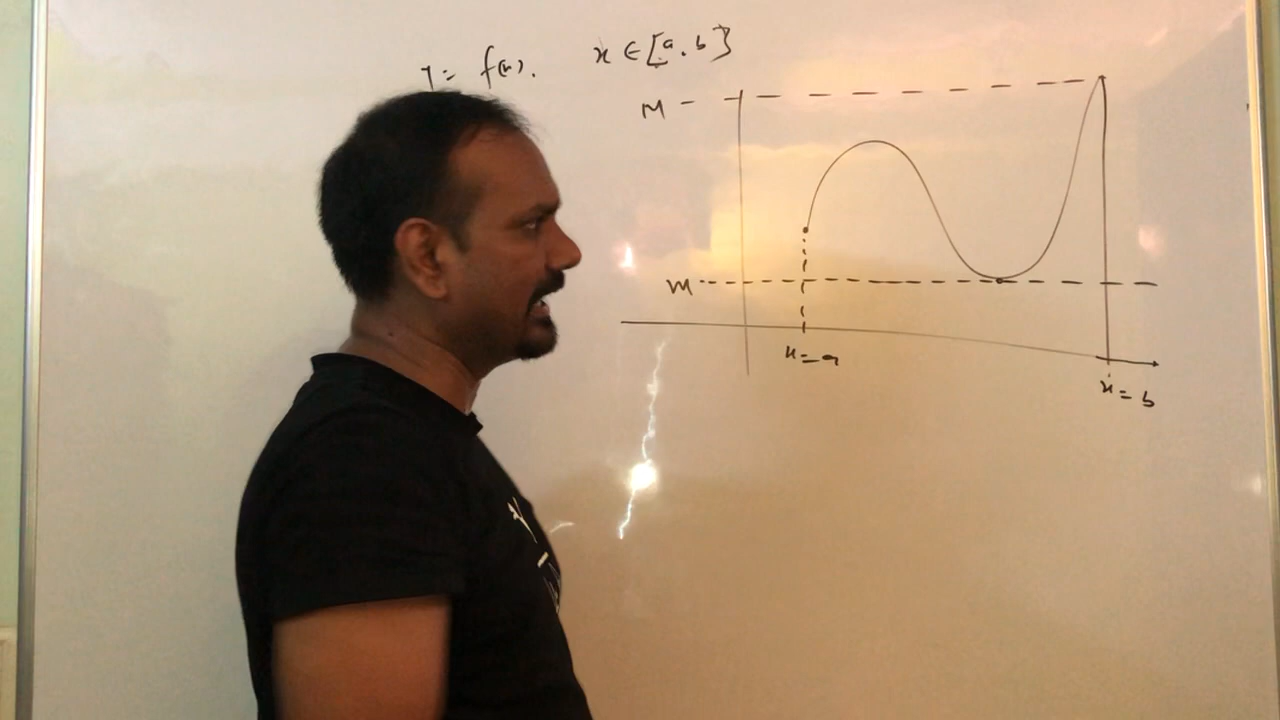 y = f(x). x ∈ [a, b]
M
m
x = a
x = b